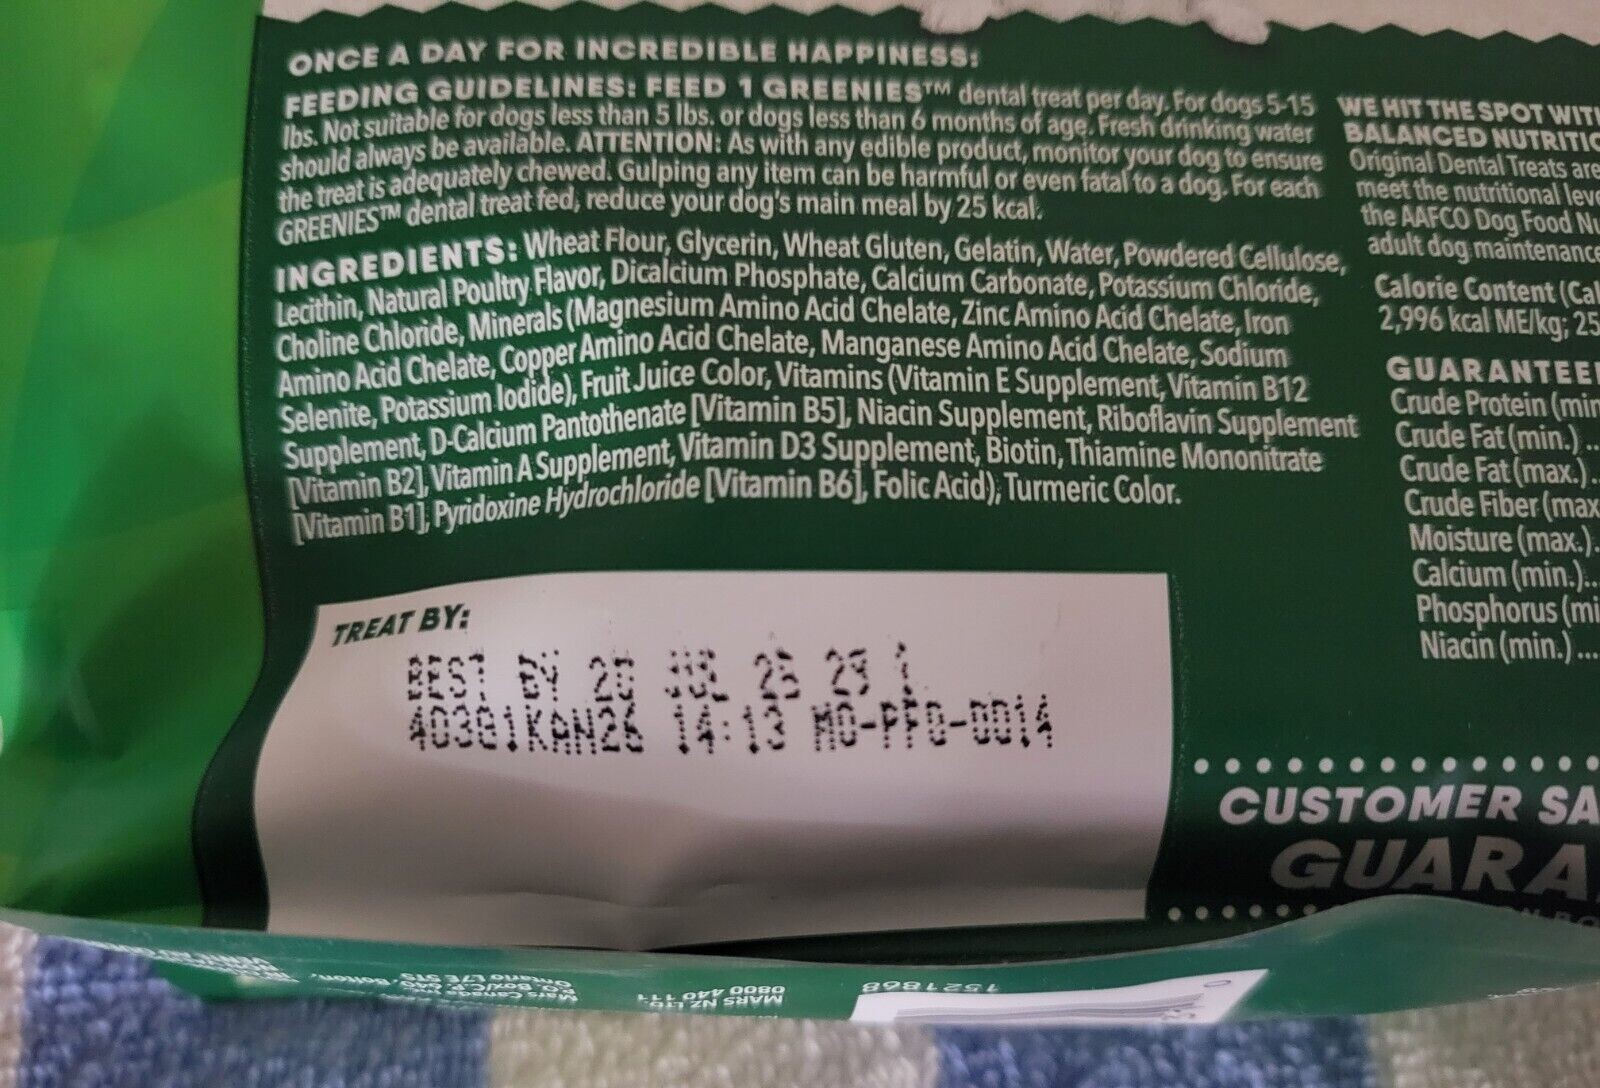 ONCE A DAY FOR INCREDIBLE HAPPINESS:
FEEDING GUIDELINES: FEED 1 GREENIES™ dental treat per day. For dogs 5-15
lbs. Not suitable for dogs less than 5 lbs. or dogs less than 6 months of age. Fresh drinking water
should always be available. ATTENTION: As with any edible product, monitor your dog to ensure
the treat is adequately chewed. Gulping any item can be harmful or even fatal to a dog. For each
GREENIES™ dental treat fed, reduce your dog's main meal by 25 kcal.
INGREDIENTS: Wheat Flour, Glycerin, Wheat Gluten, Gelatin, Water, Powdered Cellulose,
Lecithin, Natural Poultry Flavor, Dicalcium Phosphate, Calcium Carbonate, Potassium Chloride,
Choline Chloride, Minerals (Magnesium Amino Acid Chelate, Zinc Amino Acid Chelate, Iron
Amino Acid Chelate, Copper Amino Acid Chelate, Manganese Amino Acid Chelate, Sodium
Selenite, Potassium Iodide), Fruit Juice Color, Vitamins (Vitamin E Supplement, Vitamin B12
Supplement, D-Calcium Pantothenate [Vitamin B5], Niacin Supplement, Riboflavin Supplement
[Vitamin B2], Vitamin A Supplement, Vitamin D3 Supplement, Biotin, Thiamine Mononitrate
[Vitamin B1], Pyridoxine Hydrochloride [Vitamin B6], Folic Acid), Turmeric Color.
TREAT BY:
BEST BY
14:13
WE HIT THE SPOT WITH
BALANCED NUTRITIO
Original Dental Treats are
meet the nutritional leve
the AAFCO Dog Food Nu
adult dog maintenance
Calorie Content (Cal
2,996 kcal ME/kg; 25
GUARANTEE
Crude Protein (min
Crude Fat (min.)...
Crude Fat (max.)..
Crude Fiber (max
Moisture (max.)..
Calcium (min.)...
Phosphorus (mi
Niacin (min.)....
CUSTOMER SA
GUARA
MARS NZ LTD.
0800 440 111
1521868